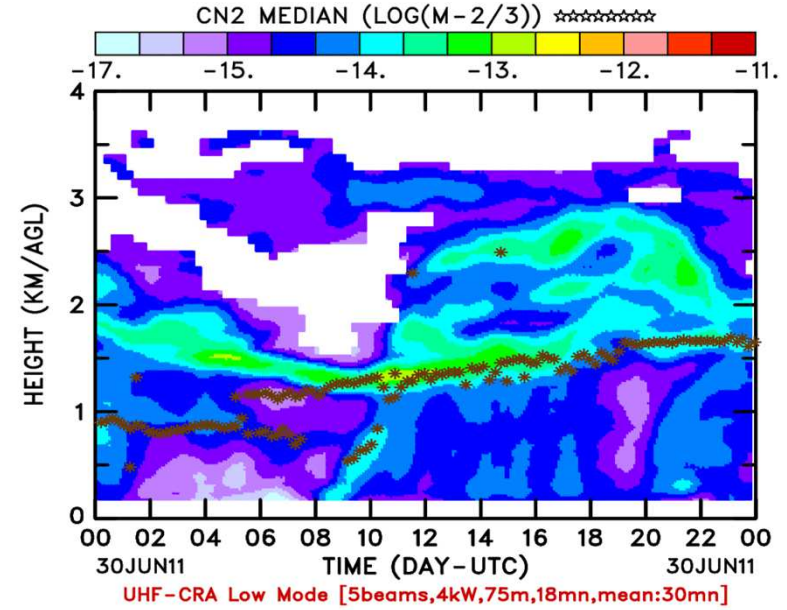 CN2 MEDIAN (LOG(M-2/3)) ☆☆☆☆☆☆☆☆☆
-17. -15. -14. -13. -12. -11.
4
3
2
1
0
HEIGHT (KM/AGL)
00 02 04 06 08 10 12 14 16 18 20 22 00
30JUN11 TIME (DAY-UTC) 30JUN11
UHF-CRA Low Mode [5beams,4kW,75m,18mn,mean:30mn]